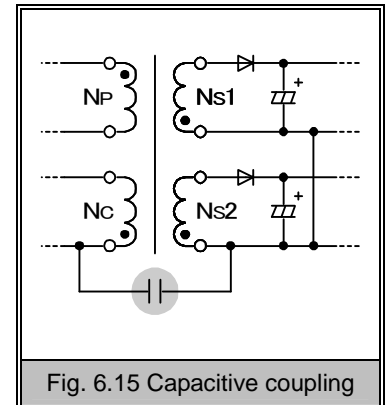 NP
NS1
+
NC
NS2
+
Fig. 6.15 Capacitive coupling